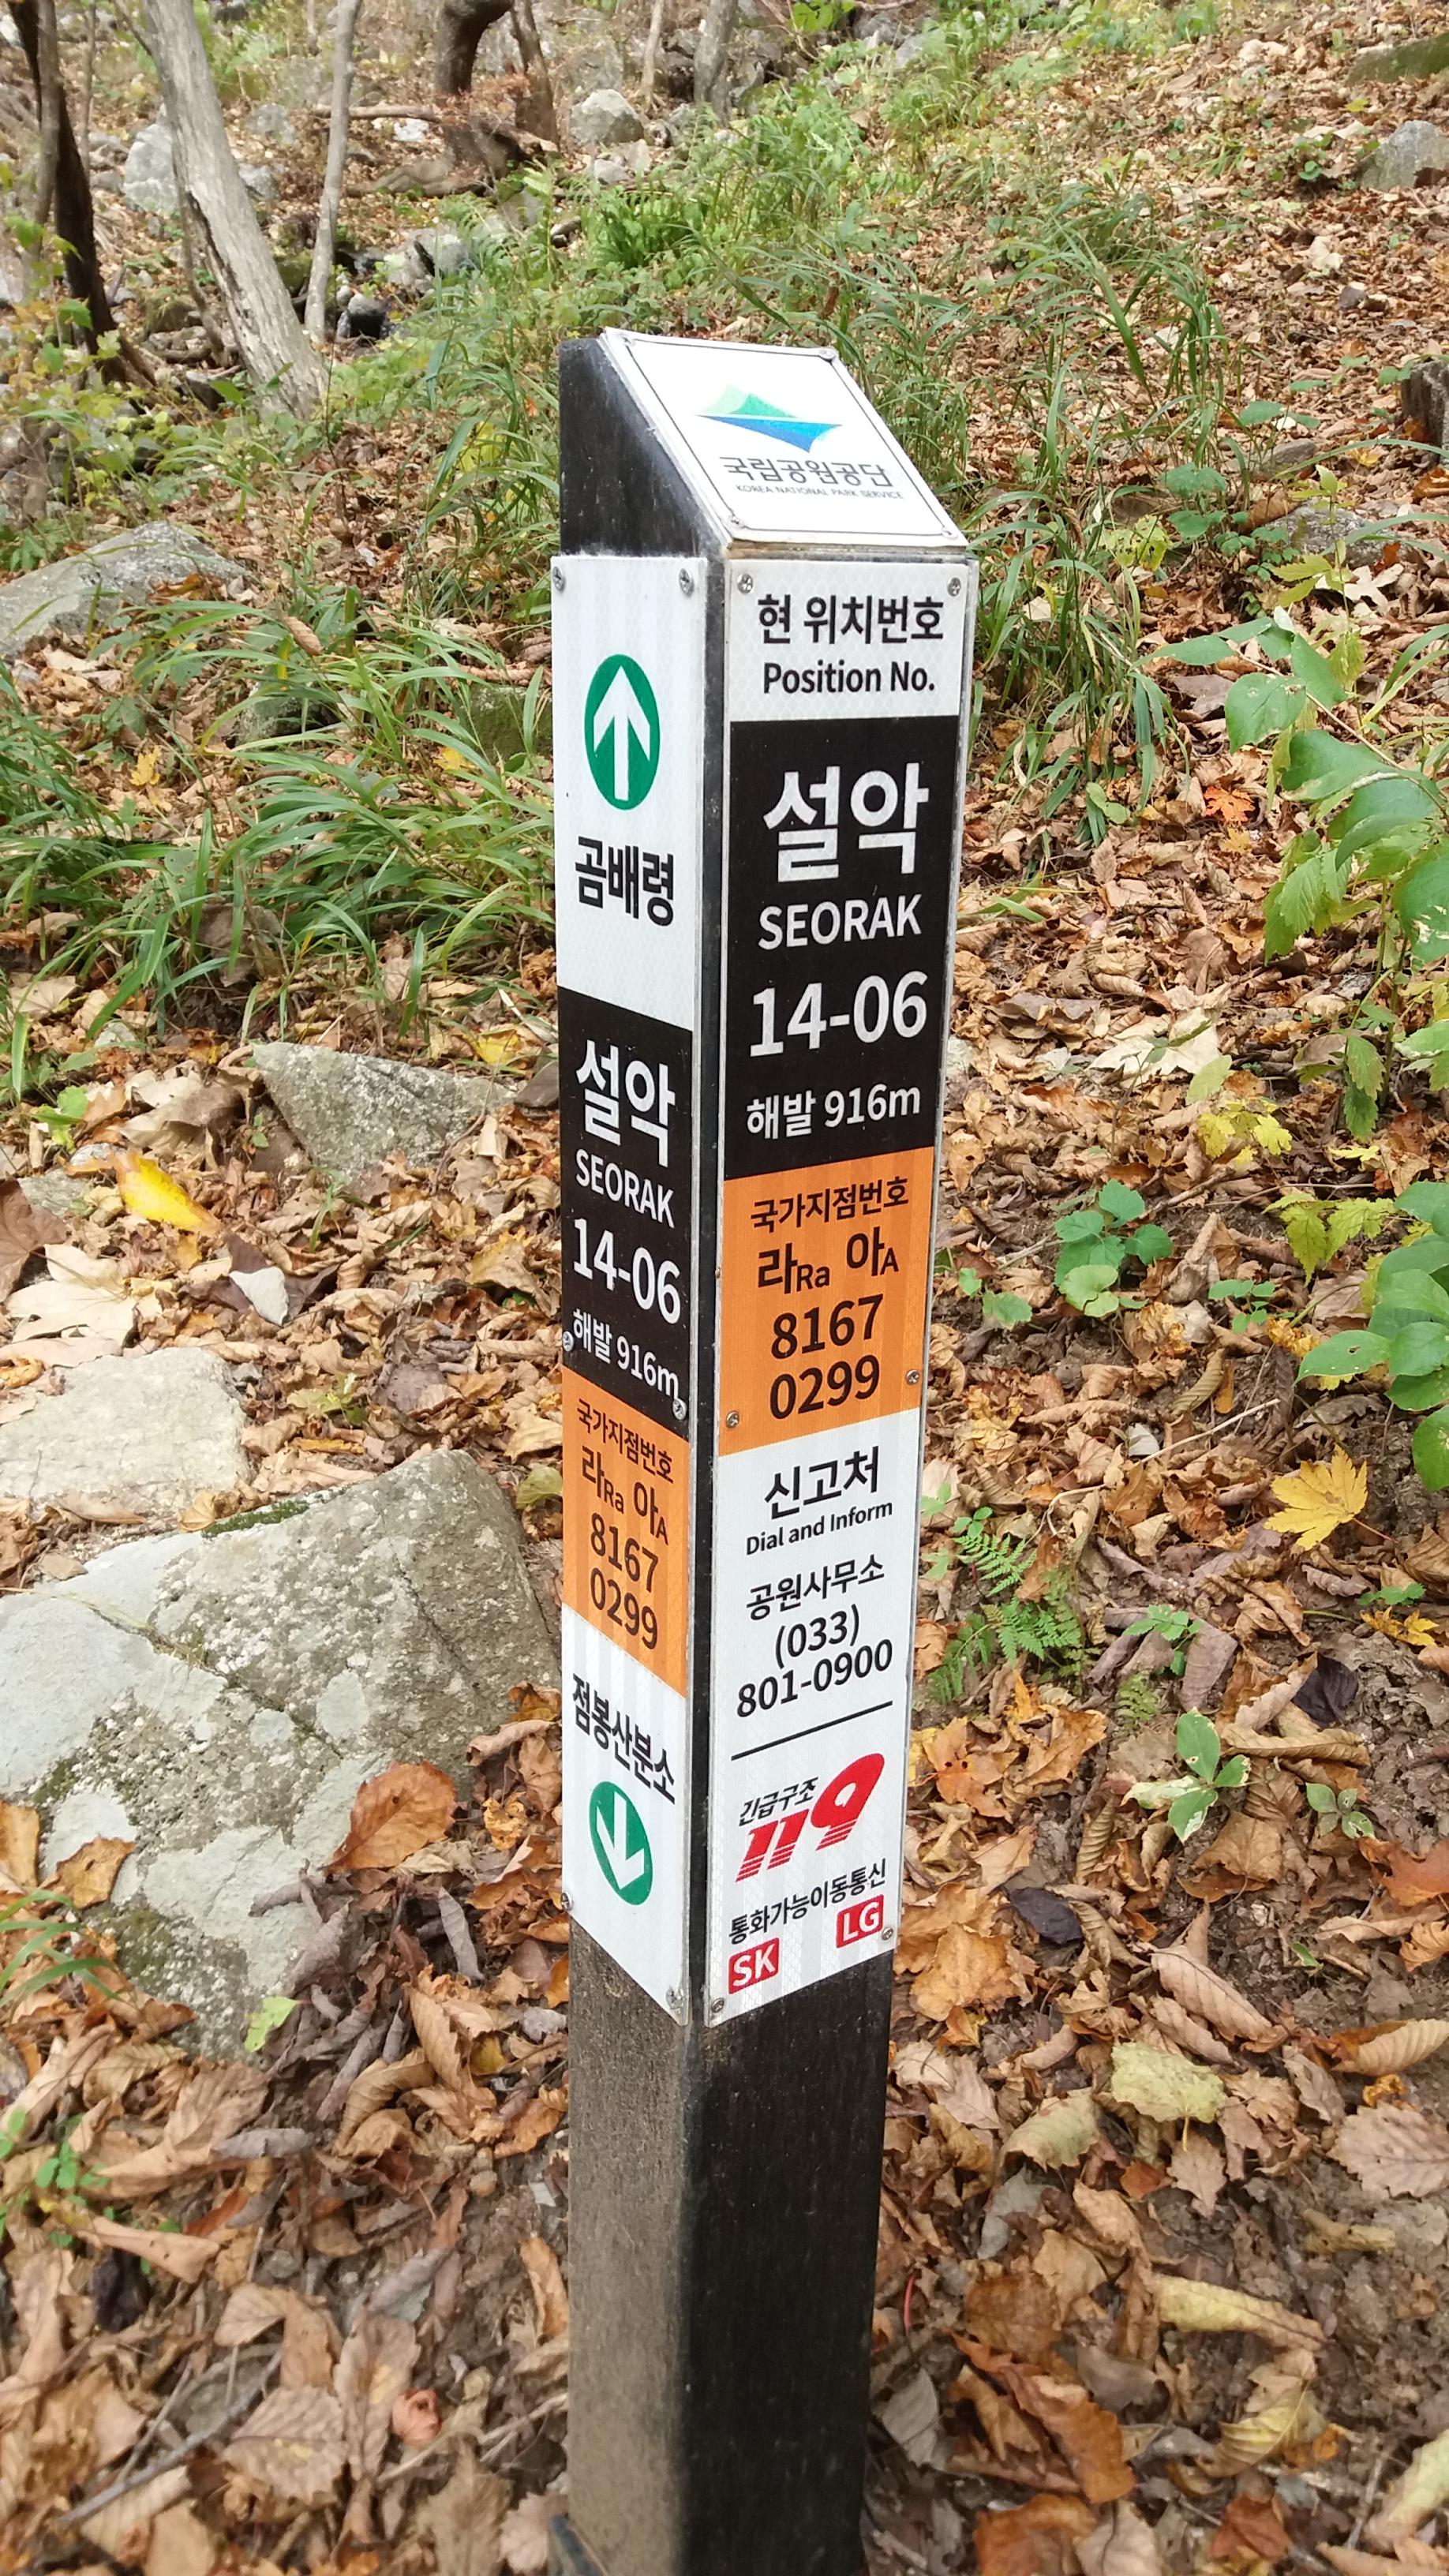 국립공원공단
KOREA NATIONAL PARK SERVICE
곰배령
설악
SEORAK
14-06
해발 916m
국가지점번호
라Ra 아A
8167
0299
점봉산분소
현 위치번호
Position No.
설악
SEORAK
14-06
해발 916m
국가지점번호
라Ra 아A
8167
0299
신고처
Dial and Inform
공원사무소
(033)
801-0900
긴급구조
119
통화가능이동통신
SK LG